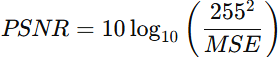 PSNR = 10 log₁₀ ( 255² / MSE )